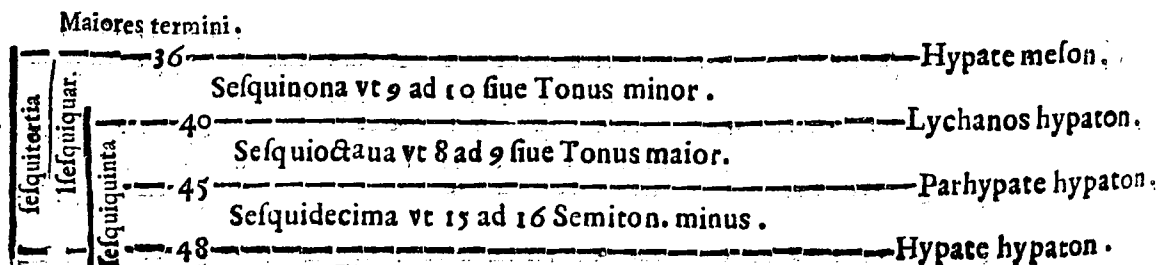 Maiores termini.
36 Hypate meſon.
Seſquinona vt 9 ad 10 ſiue Tonus minor.
40 Lychanos hypaton.
Seſquioctaua vt 8 ad 9 ſiue Tonus maior.
45 Parhypate hypaton.
Seſquidecima vt 15 ad 16 Semiton. minus.
48 Hypate hypaton.
ſeſquitertia
ſeſquiquar.
ſeſquiquinta